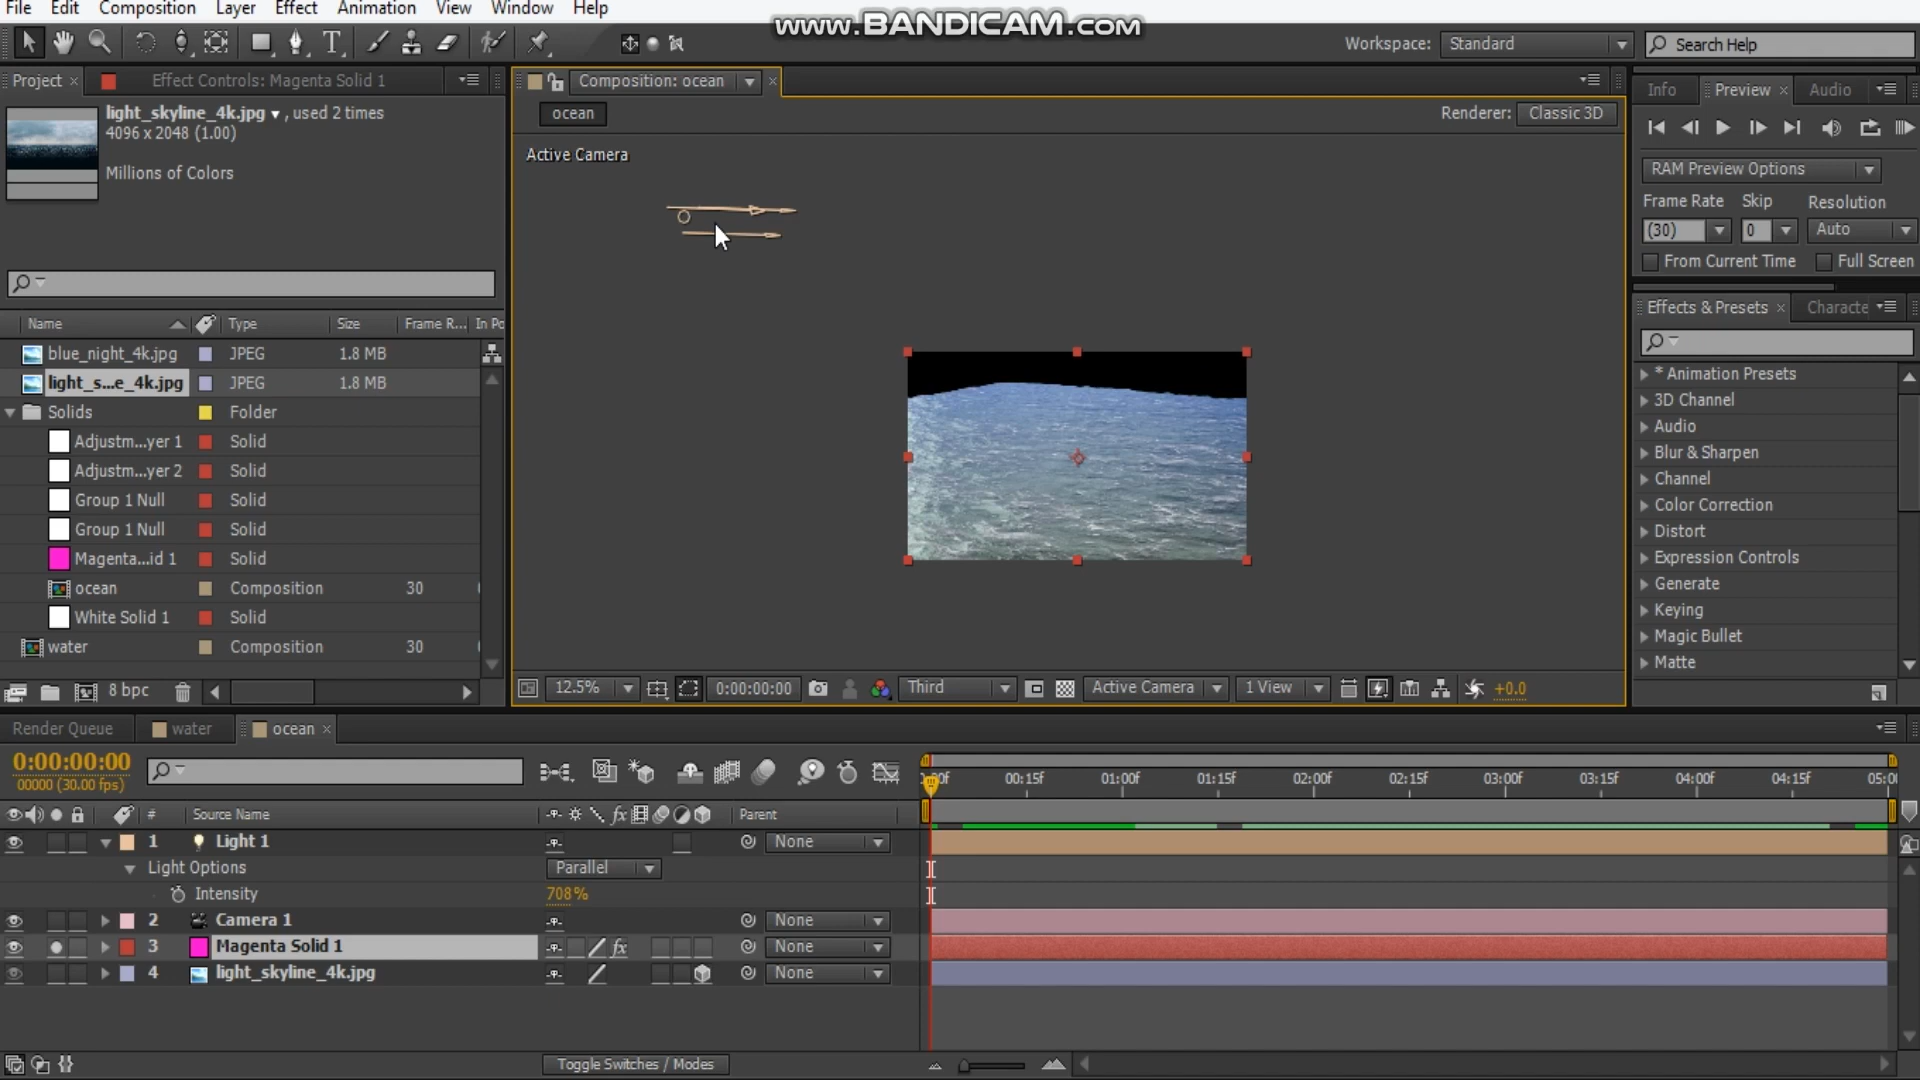 File Edit Composition Layer Effect Animation View Window Help
www.BANDICAM.com
Workspace: Standard
Search Help
Project
Effect Controls: Magenta Solid 1
Composition: ocean
Info Preview Audio
light_skyline_4k.jpg , used 2 times
4096 x 2048 (1.00)
Millions of Colors
ocean
Renderer: Classic 3D
Active Camera
RAM Preview Options
Frame Rate Skip Resolution
(30) 0 Auto
From Current Time Full Screen
Effects & Presets Characte
Name Type Size Frame R... In Po
blue_night_4k.jpg JPEG 1.8 MB
light_s...e_4k.jpg JPEG 1.8 MB
Solids Folder
Adjustm...yer 1 Solid
Adjustm...yer 2 Solid
Group 1 Null Solid
Group 1 Null Solid
Magenta...id 1 Solid
ocean Composition 30
White Solid 1 Solid
water Composition 30
8 bpc
* Animation Presets
3D Channel
Audio
Blur & Sharpen
Channel
Color Correction
Distort
Expression Controls
Generate
Keying
Magic Bullet
Matte
12.5% 0:00:00:00 Third Active Camera 1 View +0.0
Render Queue water ocean
0:00:00:00
00000 (30.00 fps)
00:15f 01:00f 01:15f 02:00f 02:15f 03:00f 03:15f 04:00f 04:15f
# Source Name fx Parent
1 Light 1 None
Light Options Parallel
Intensity 708%
2 Camera 1 None
3 Magenta Solid 1 fx None
4 light_skyline_4k.jpg None
Toggle Switches / Modes